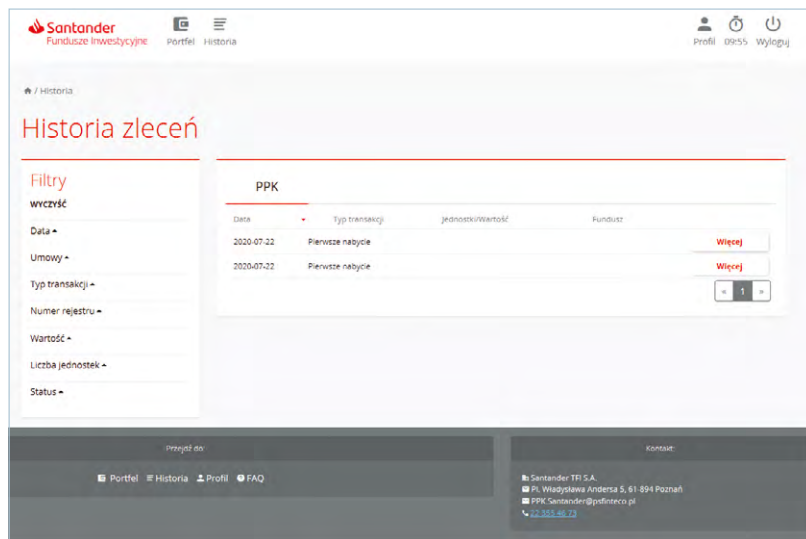 Santander
Fundusze Inwestycyjne
Portfel Historia
Profil 09:55 Wyloguj
/ Historia
Historia zleceń
Filtry
WYCZYŚĆ
Data
Umowy
Typ transakcji
Numer rejestru
Wartość
Liczba jednostek
Status
PPK
Data Typ transakcji Jednostki/Wartość Fundusz
2020-07-22 Pierwsze nabycie Więcej
2020-07-22 Pierwsze nabycie Więcej
« 1 »
Przejdź do:
Portfel Historia Profil FAQ
Kontakt:
Santander TFI S.A.
Pl. Władysława Andersa 5, 61-894 Poznań
PPK.Santander@psfinteco.pl
22 355 46 73